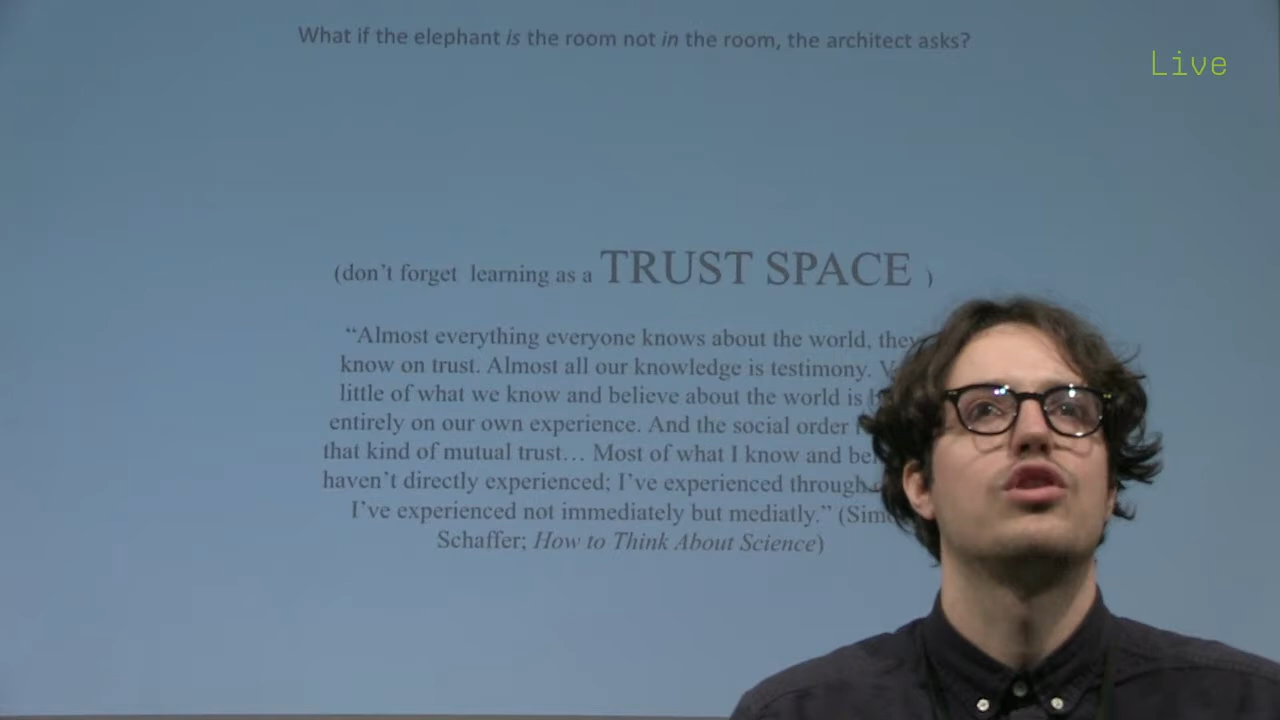 What if the elephant is the room not in the room, the architect asks?
Live
(don't forget learning as a TRUST SPACE )
“Almost everything everyone knows about the world, they
know on trust. Almost all our knowledge is testimony.
little of what we know and believe about the world is
entirely on our own experience. And the social order
that kind of mutual trust… Most of what I know and
haven't directly experienced; I've experienced through
I've experienced not immediately but mediatly.” (
Schaffer; How to Think About Science)